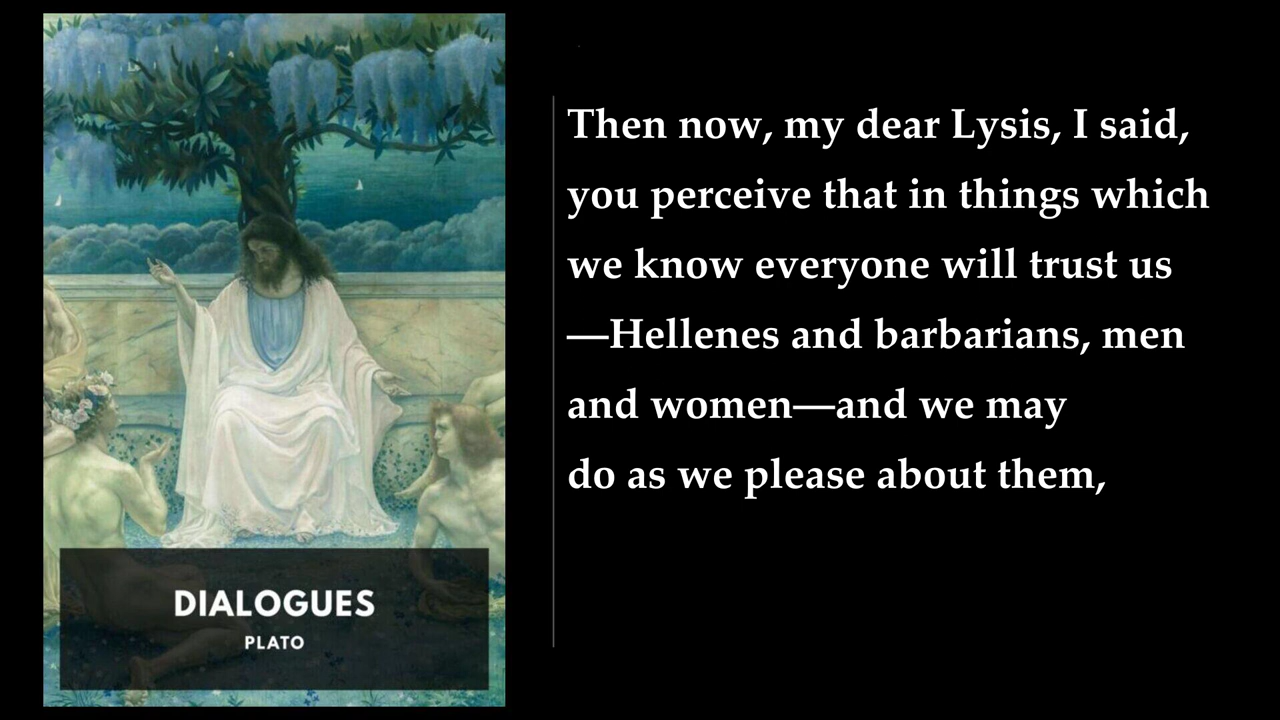 DIALOGUES
PLATO
Then now, my dear Lysis, I said,
you perceive that in things which
we know everyone will trust us
—Hellenes and barbarians, men
and women—and we may
do as we please about them,